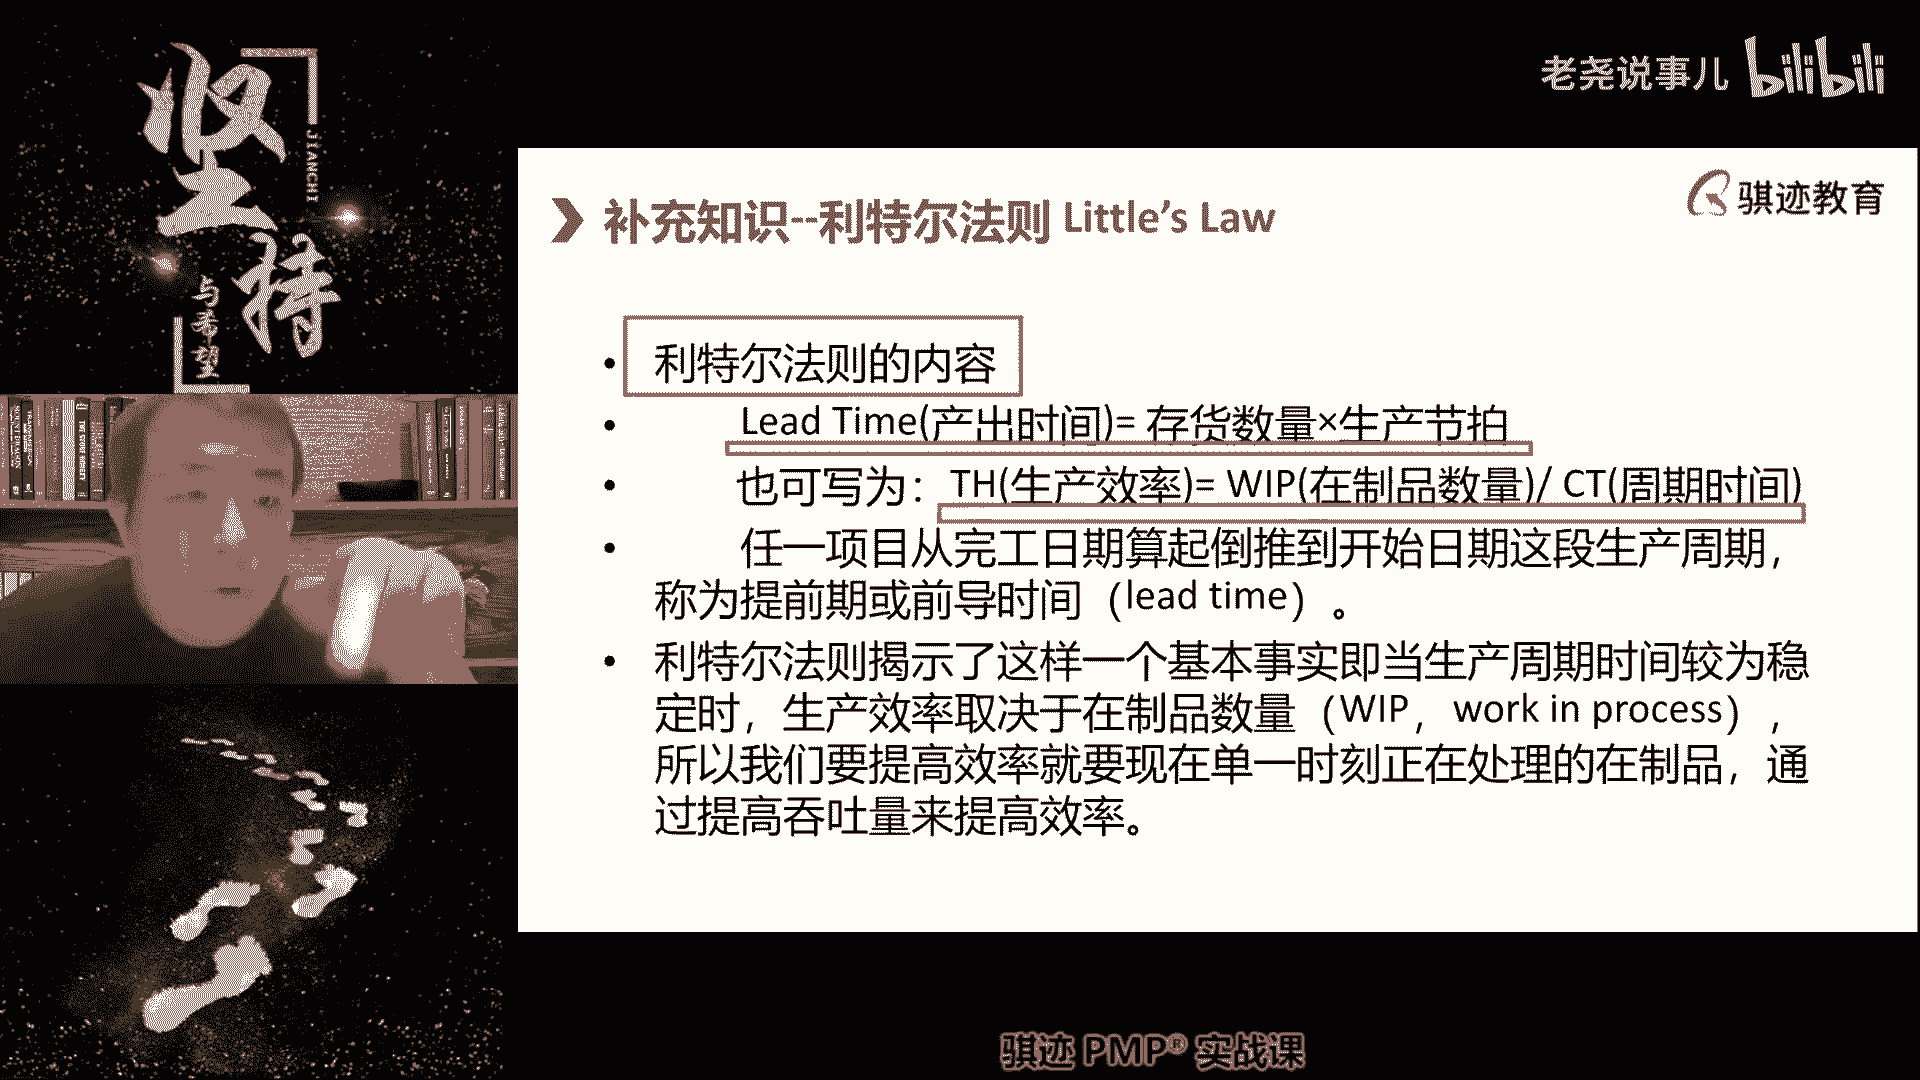 坚持
JIANCHI
与希望
老尧说事儿 bilibili
骐迹教育
补充知识--利特尔法则 Little's Law
• 利特尔法则的内容
• Lead Time(产出时间)= 存货数量×生产节拍
• 也可写为：TH(生产效率)= WIP(在制品数量)/ CT(周期时间)
• 任一项目从完工日期算起倒推到开始日期这段生产周期，
称为提前期或前导时间（lead time）。
• 利特尔法则揭示了这样一个基本事实即当生产周期时间较为稳
定时，生产效率取决于在制品数量（WIP，work in process），
所以我们要提高效率就要现在单一时刻正在处理的在制品，通
过提高吞吐量来提高效率。
骐迹 PMP® 实战课